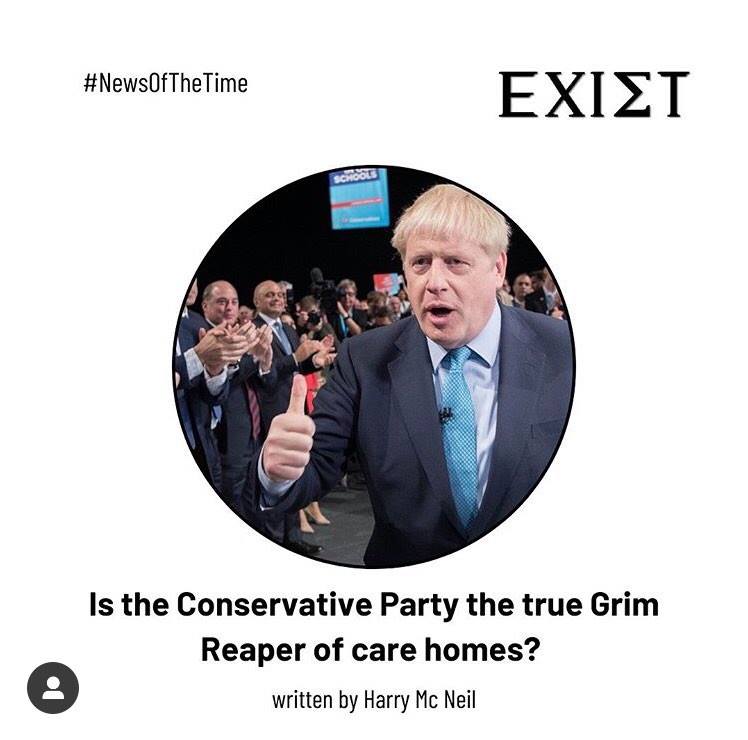 #NewsOfTheTime
EXIΣT
SCHOOLS
Conservatives
Is the Conservative Party the true Grim
Reaper of care homes?
written by Harry Mc Neil